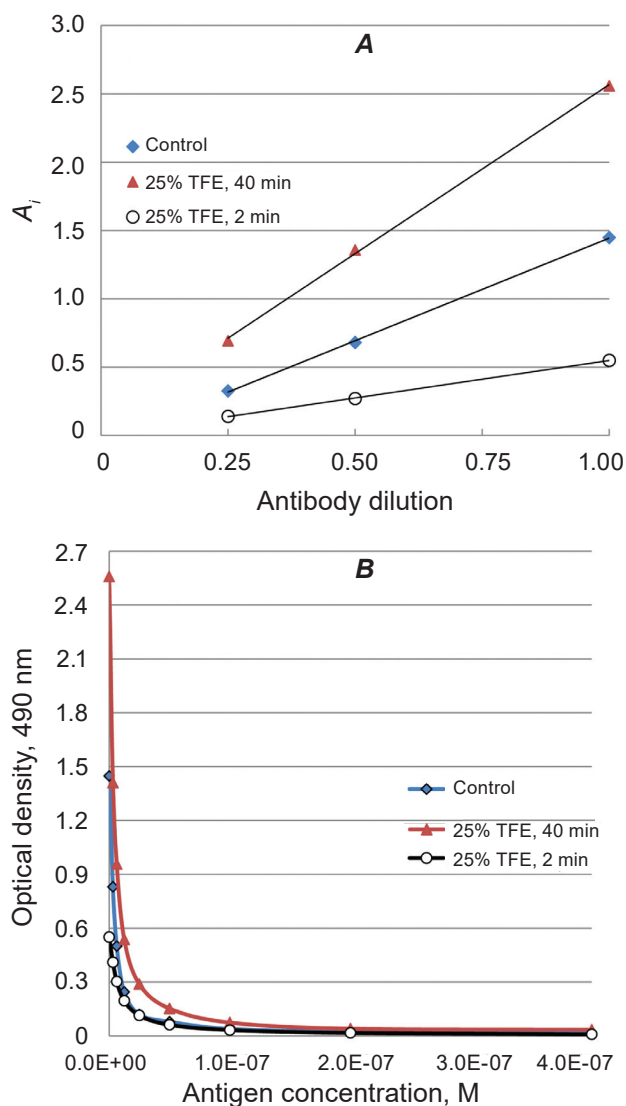 A
3.0
2.5
2.0
1.5
1.0
0.5
0
A_i
Control
25% TFE, 40 min
25% TFE, 2 min
0 0.25 0.50 0.75 1.00
Antibody dilution
B
2.7
2.4
2.1
1.8
1.5
1.2
0.9
0.6
0.3
0
Optical density, 490 nm
Control
25% TFE, 40 min
25% TFE, 2 min
0.0E+00 1.0E-07 2.0E-07 3.0E-07 4.0E-07
Antigen concentration, M